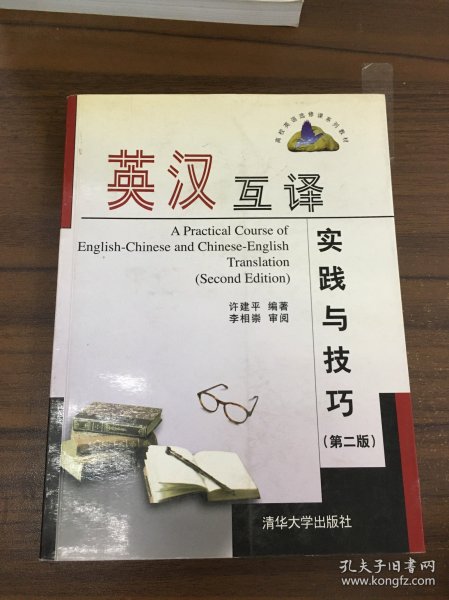 高校英语选修课系列教材
英汉互译
A Practical Course of
English-Chinese and Chinese-English
Translation
(Second Edition)
实践与技巧
(第二版)
许建平 编著
李相崇 审阅
清华大学出版社
孔夫子旧书网
www.kongfz.com